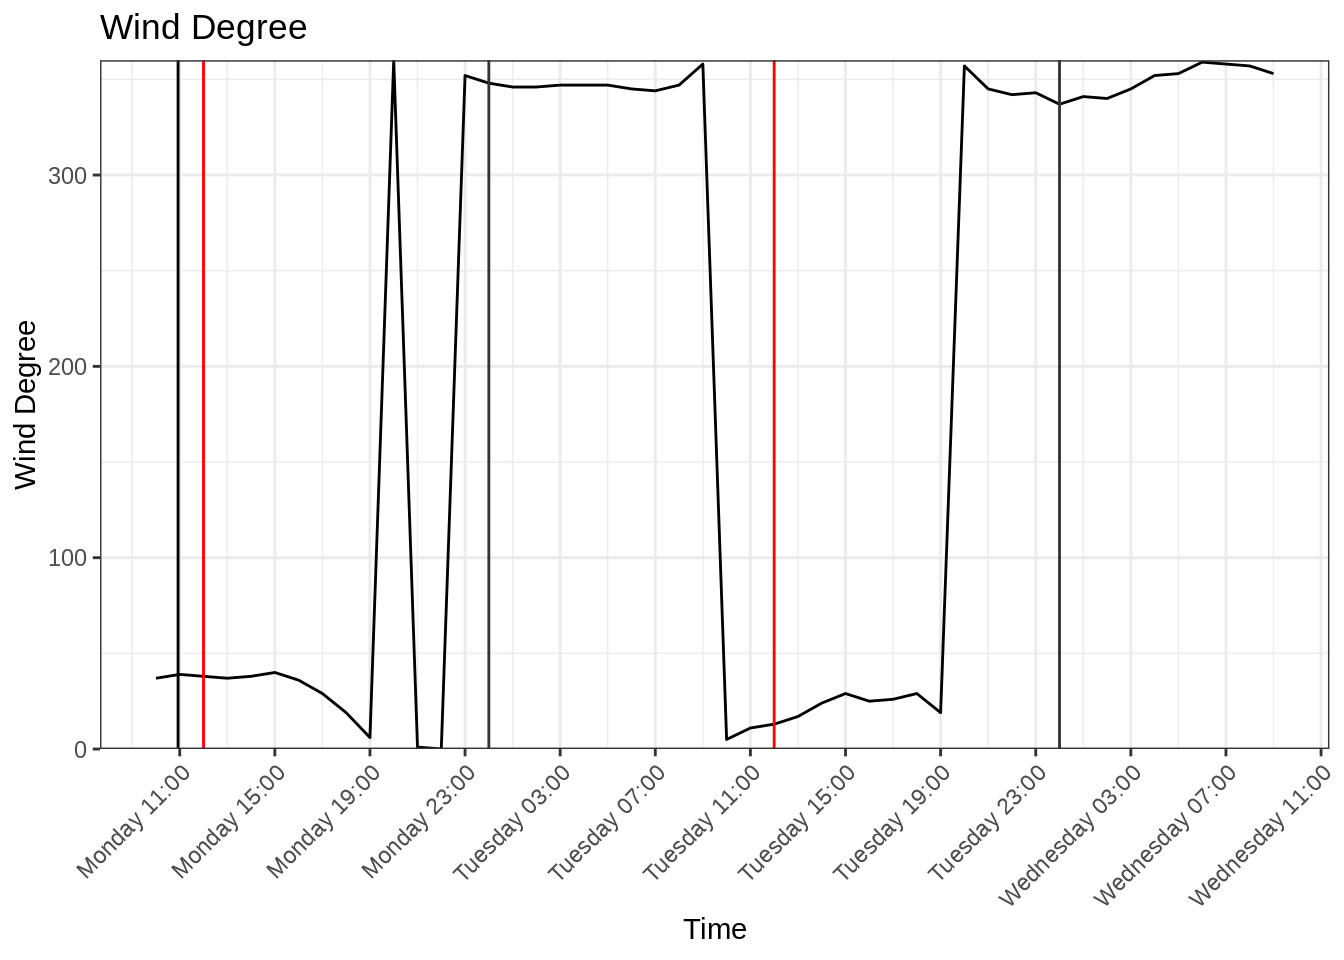 Wind Degree
Wind Degree
300
200
100
0
Monday 11:00
Monday 15:00
Monday 19:00
Monday 23:00
Tuesday 03:00
Tuesday 07:00
Tuesday 11:00
Tuesday 15:00
Tuesday 19:00
Tuesday 23:00
Wednesday 03:00
Wednesday 07:00
Wednesday 11:00
Time